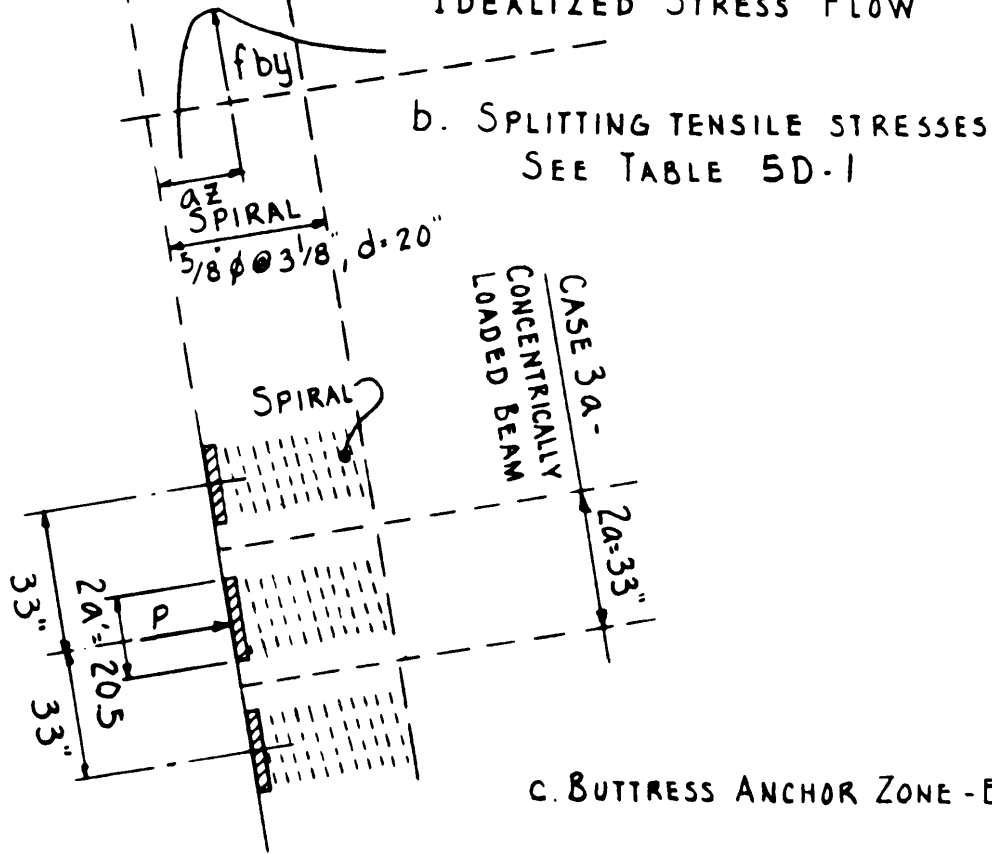 IDEALIZED STRESS FLOW
fby
b. SPLITTING TENSILE STRESSES
SEE TABLE 5D-1
az
SPIRAL
5/8"φ@ 3 1/8", d=20"
CASE 3a-
CONCENTRICALLY
LOADED BEAM
SPIRAL
2a=33"
33"
2a'=20.5
P
33"
C. BUTTRESS ANCHOR ZONE -